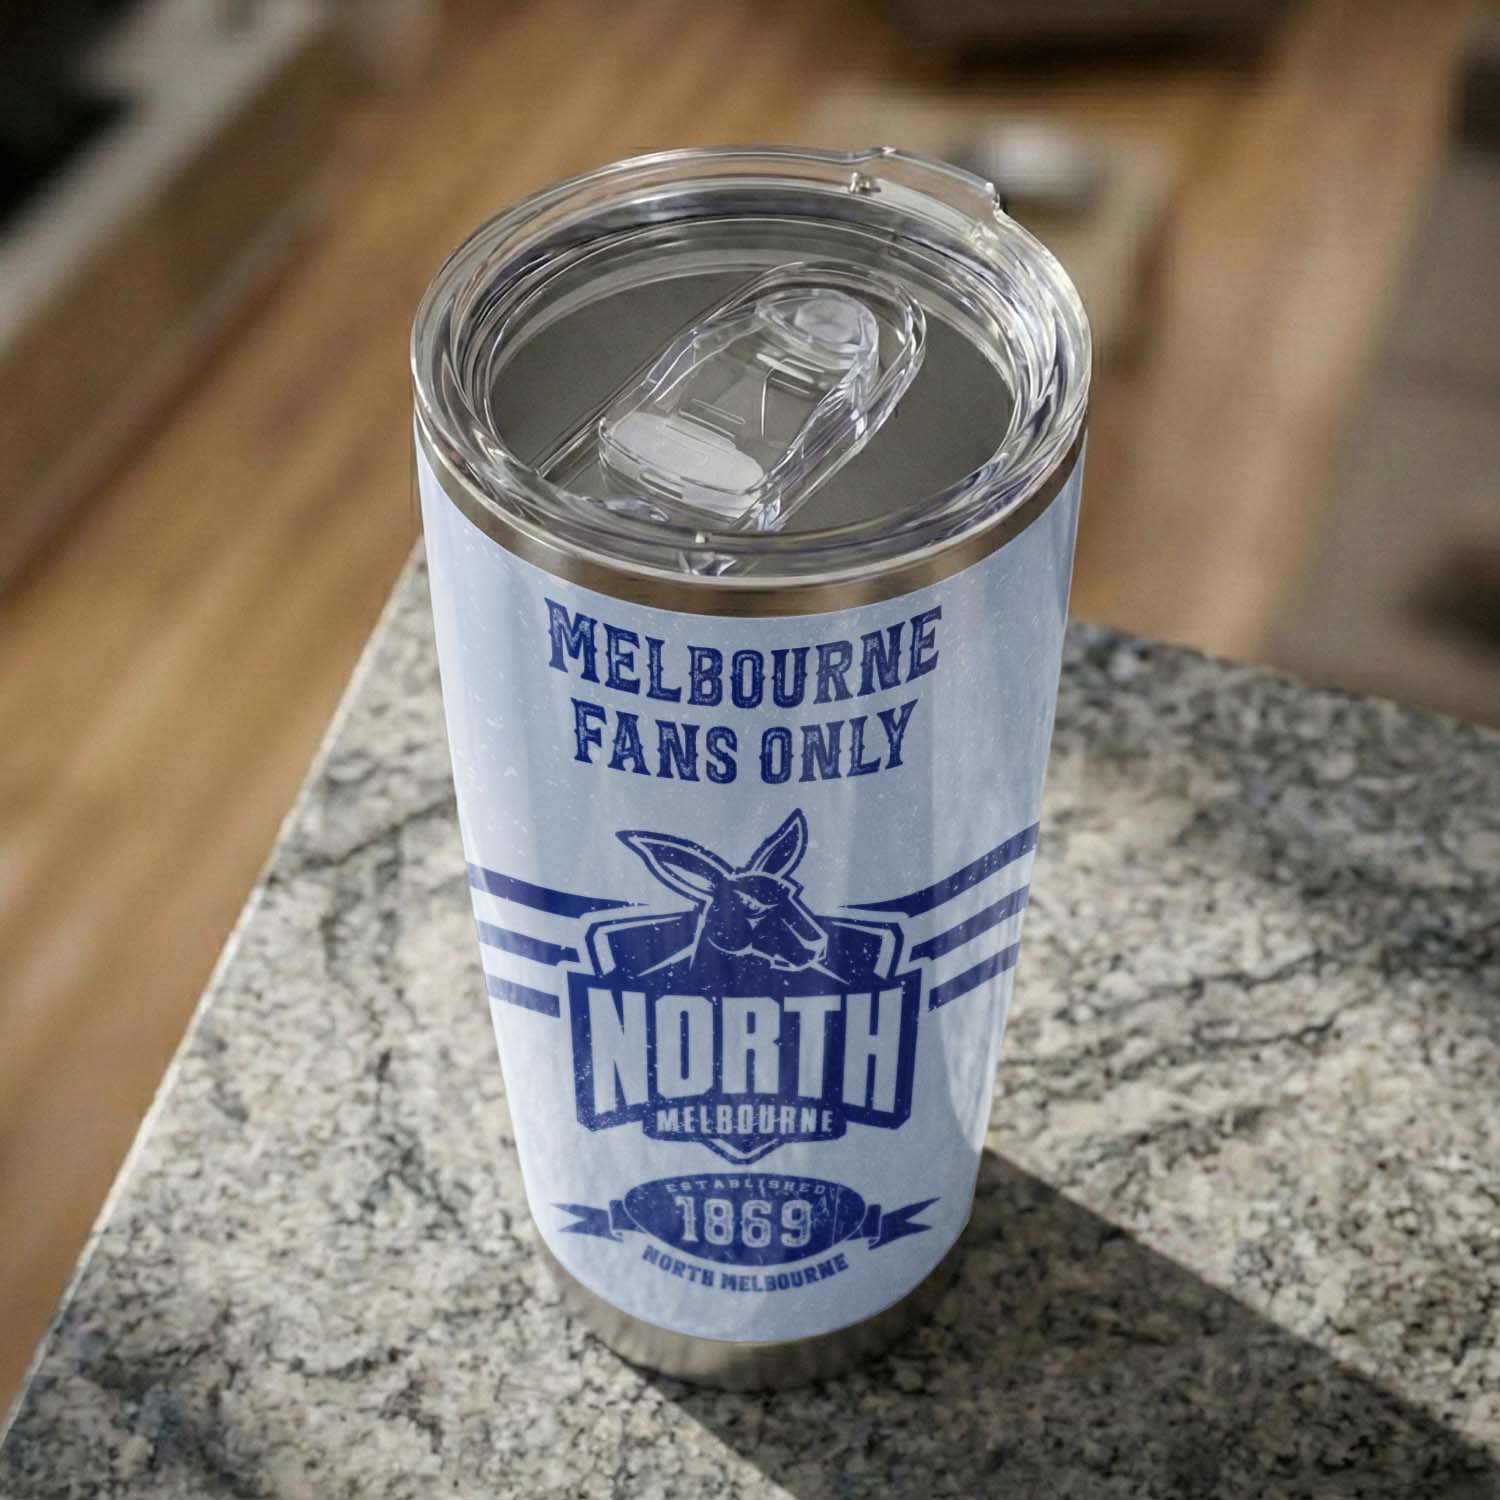 MELBOURNE
FANS ONLY
NORTH
MELBOURNE
ESTABLISHED
1869
NORTH MELBOURNE